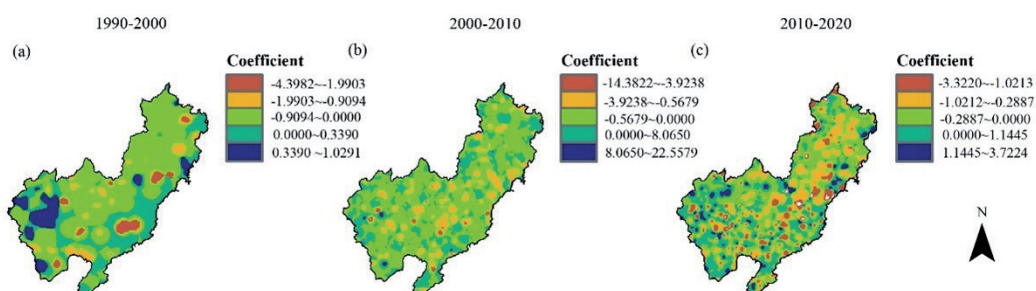 1990-2000
2000-2010
2010-2020
(a)
Coefficient
-4.3982~-1.9903
-1.9903~-0.9094
-0.9094~0.0000
0.0000~0.3390
0.3390 ~1.0291
(b)
Coefficient
-14.3822~-3.9238
-3.9238~-0.5679
-0.5679~0.0000
0.0000~8.0650
8.0650~22.5579
(c)
Coefficient
-3.3220~-1.0213
-1.0212~-0.2887
-0.2887~0.0000
0.0000~1.1445
1.1445~3.7224
N